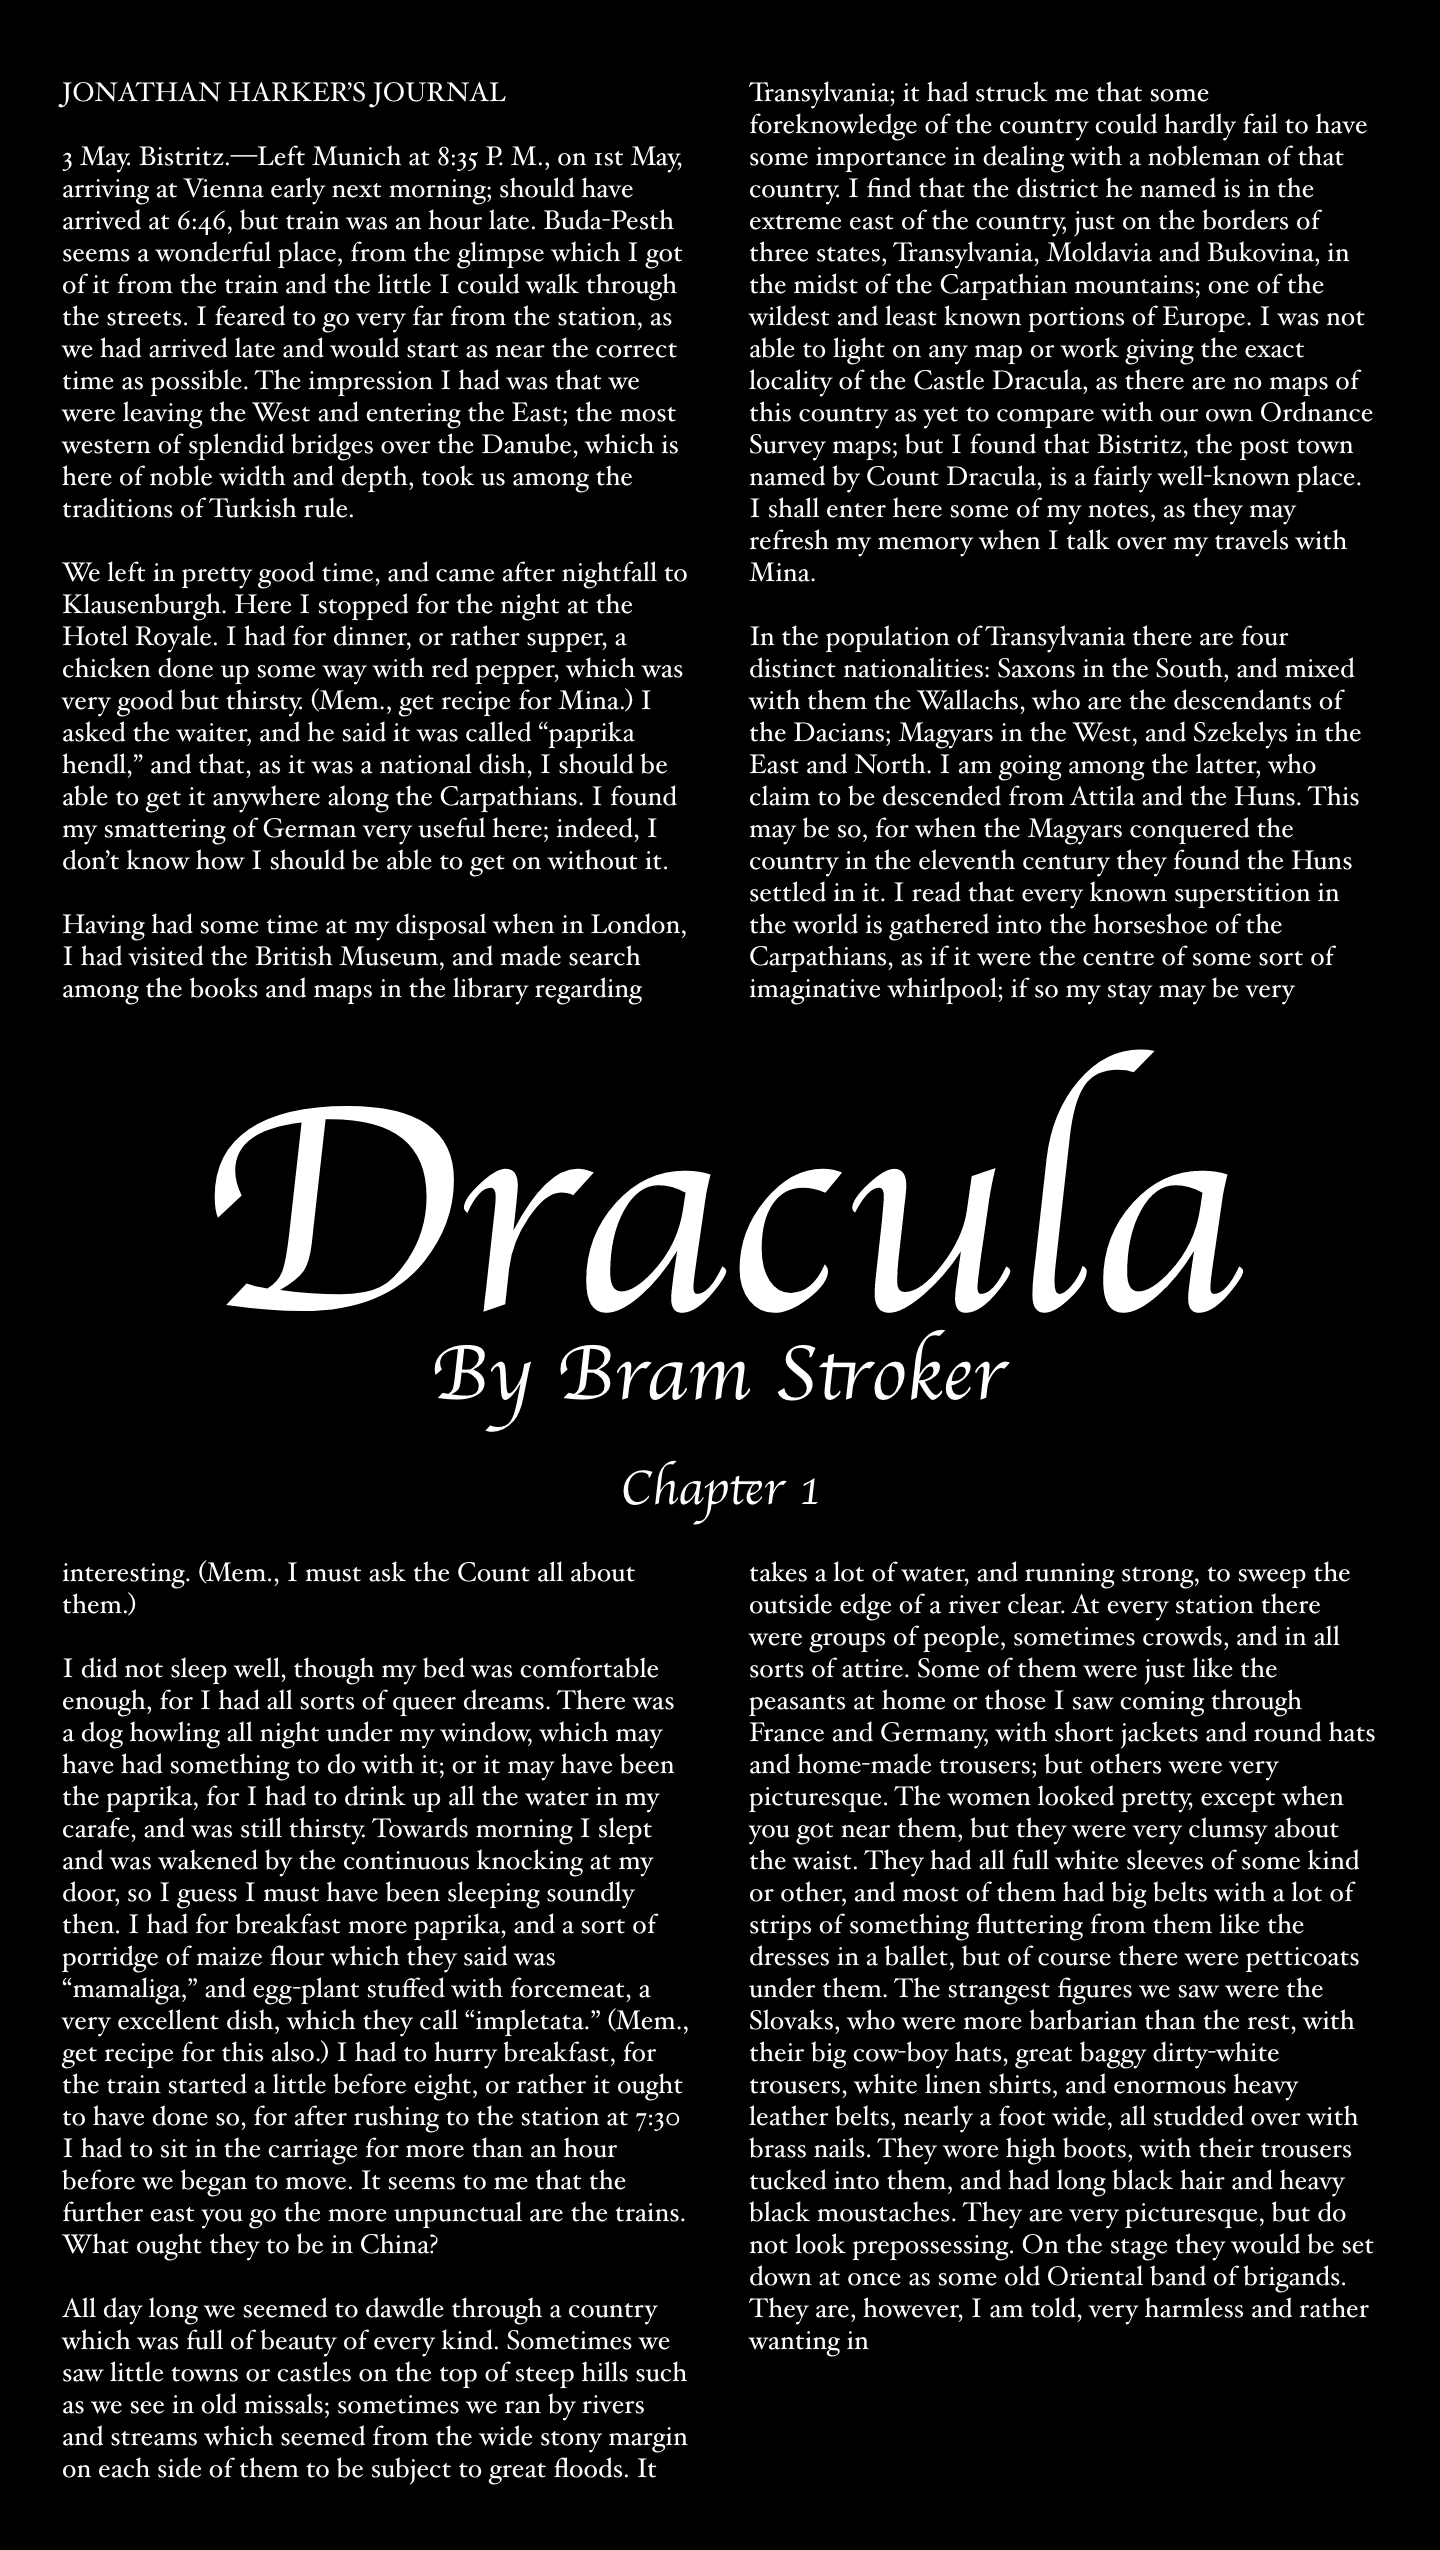 JONATHAN HARKER’S JOURNAL
3 May. Bistritz.—Left Munich at 8:35 P. M., on 1st May,
arriving at Vienna early next morning; should have
arrived at 6:46, but train was an hour late. Buda-Pesth
seems a wonderful place, from the glimpse which I got
of it from the train and the little I could walk through
the streets. I feared to go very far from the station, as
we had arrived late and would start as near the correct
time as possible. The impression I had was that we
were leaving the West and entering the East; the most
western of splendid bridges over the Danube, which is
here of noble width and depth, took us among the
traditions of Turkish rule.
We left in pretty good time, and came after nightfall to
Klausenburgh. Here I stopped for the night at the
Hotel Royale. I had for dinner, or rather supper, a
chicken done up some way with red pepper, which was
very good but thirsty. (Mem., get recipe for Mina.) I
asked the waiter, and he said it was called “paprika
hendl,” and that, as it was a national dish, I should be
able to get it anywhere along the Carpathians. I found
my smattering of German very useful here; indeed, I
don’t know how I should be able to get on without it.
Having had some time at my disposal when in London,
I had visited the British Museum, and made search
among the books and maps in the library regarding
Transylvania; it had struck me that some
foreknowledge of the country could hardly fail to have
some importance in dealing with a nobleman of that
country. I find that the district he named is in the
extreme east of the country, just on the borders of
three states, Transylvania, Moldavia and Bukovina, in
the midst of the Carpathian mountains; one of the
wildest and least known portions of Europe. I was not
able to light on any map or work giving the exact
locality of the Castle Dracula, as there are no maps of
this country as yet to compare with our own Ordnance
Survey maps; but I found that Bistritz, the post town
named by Count Dracula, is a fairly well-known place.
I shall enter here some of my notes, as they may
refresh my memory when I talk over my travels with
Mina.
In the population of Transylvania there are four
distinct nationalities: Saxons in the South, and mixed
with them the Wallachs, who are the descendants of
the Dacians; Magyars in the West, and Szekelys in the
East and North. I am going among the latter, who
claim to be descended from Attila and the Huns. This
may be so, for when the Magyars conquered the
country in the eleventh century they found the Huns
settled in it. I read that every known superstition in
the world is gathered into the horseshoe of the
Carpathians, as if it were the centre of some sort of
imaginative whirlpool; if so my stay may be very
Dracula
By Bram Stroker
Chapter 1
interesting. (Mem., I must ask the Count all about
them.)
I did not sleep well, though my bed was comfortable
enough, for I had all sorts of queer dreams. There was
a dog howling all night under my window, which may
have had something to do with it; or it may have been
the paprika, for I had to drink up all the water in my
carafe, and was still thirsty. Towards morning I slept
and was wakened by the continuous knocking at my
door, so I guess I must have been sleeping soundly
then. I had for breakfast more paprika, and a sort of
porridge of maize flour which they said was
“mamaliga,” and egg-plant stuffed with forcemeat, a
very excellent dish, which they call “impletata.” (Mem.,
get recipe for this also.) I had to hurry breakfast, for
the train started a little before eight, or rather it ought
to have done so, for after rushing to the station at 7:30
I had to sit in the carriage for more than an hour
before we began to move. It seems to me that the
further east you go the more unpunctual are the trains.
What ought they to be in China?
All day long we seemed to dawdle through a country
which was full of beauty of every kind. Sometimes we
saw little towns or castles on the top of steep hills such
as we see in old missals; sometimes we ran by rivers
and streams which seemed from the wide stony margin
on each side of them to be subject to great floods. It
takes a lot of water, and running strong, to sweep the
outside edge of a river clear. At every station there
were groups of people, sometimes crowds, and in all
sorts of attire. Some of them were just like the
peasants at home or those I saw coming through
France and Germany, with short jackets and round hats
and home-made trousers; but others were very
picturesque. The women looked pretty, except when
you got near them, but they were very clumsy about
the waist. They had all full white sleeves of some kind
or other, and most of them had big belts with a lot of
strips of something fluttering from them like the
dresses in a ballet, but of course there were petticoats
under them. The strangest figures we saw were the
Slovaks, who were more barbarian than the rest, with
their big cow-boy hats, great baggy dirty-white
trousers, white linen shirts, and enormous heavy
leather belts, nearly a foot wide, all studded over with
brass nails. They wore high boots, with their trousers
tucked into them, and had long black hair and heavy
black moustaches. They are very picturesque, but do
not look prepossessing. On the stage they would be set
down at once as some old Oriental band of brigands.
They are, however, I am told, very harmless and rather
wanting in